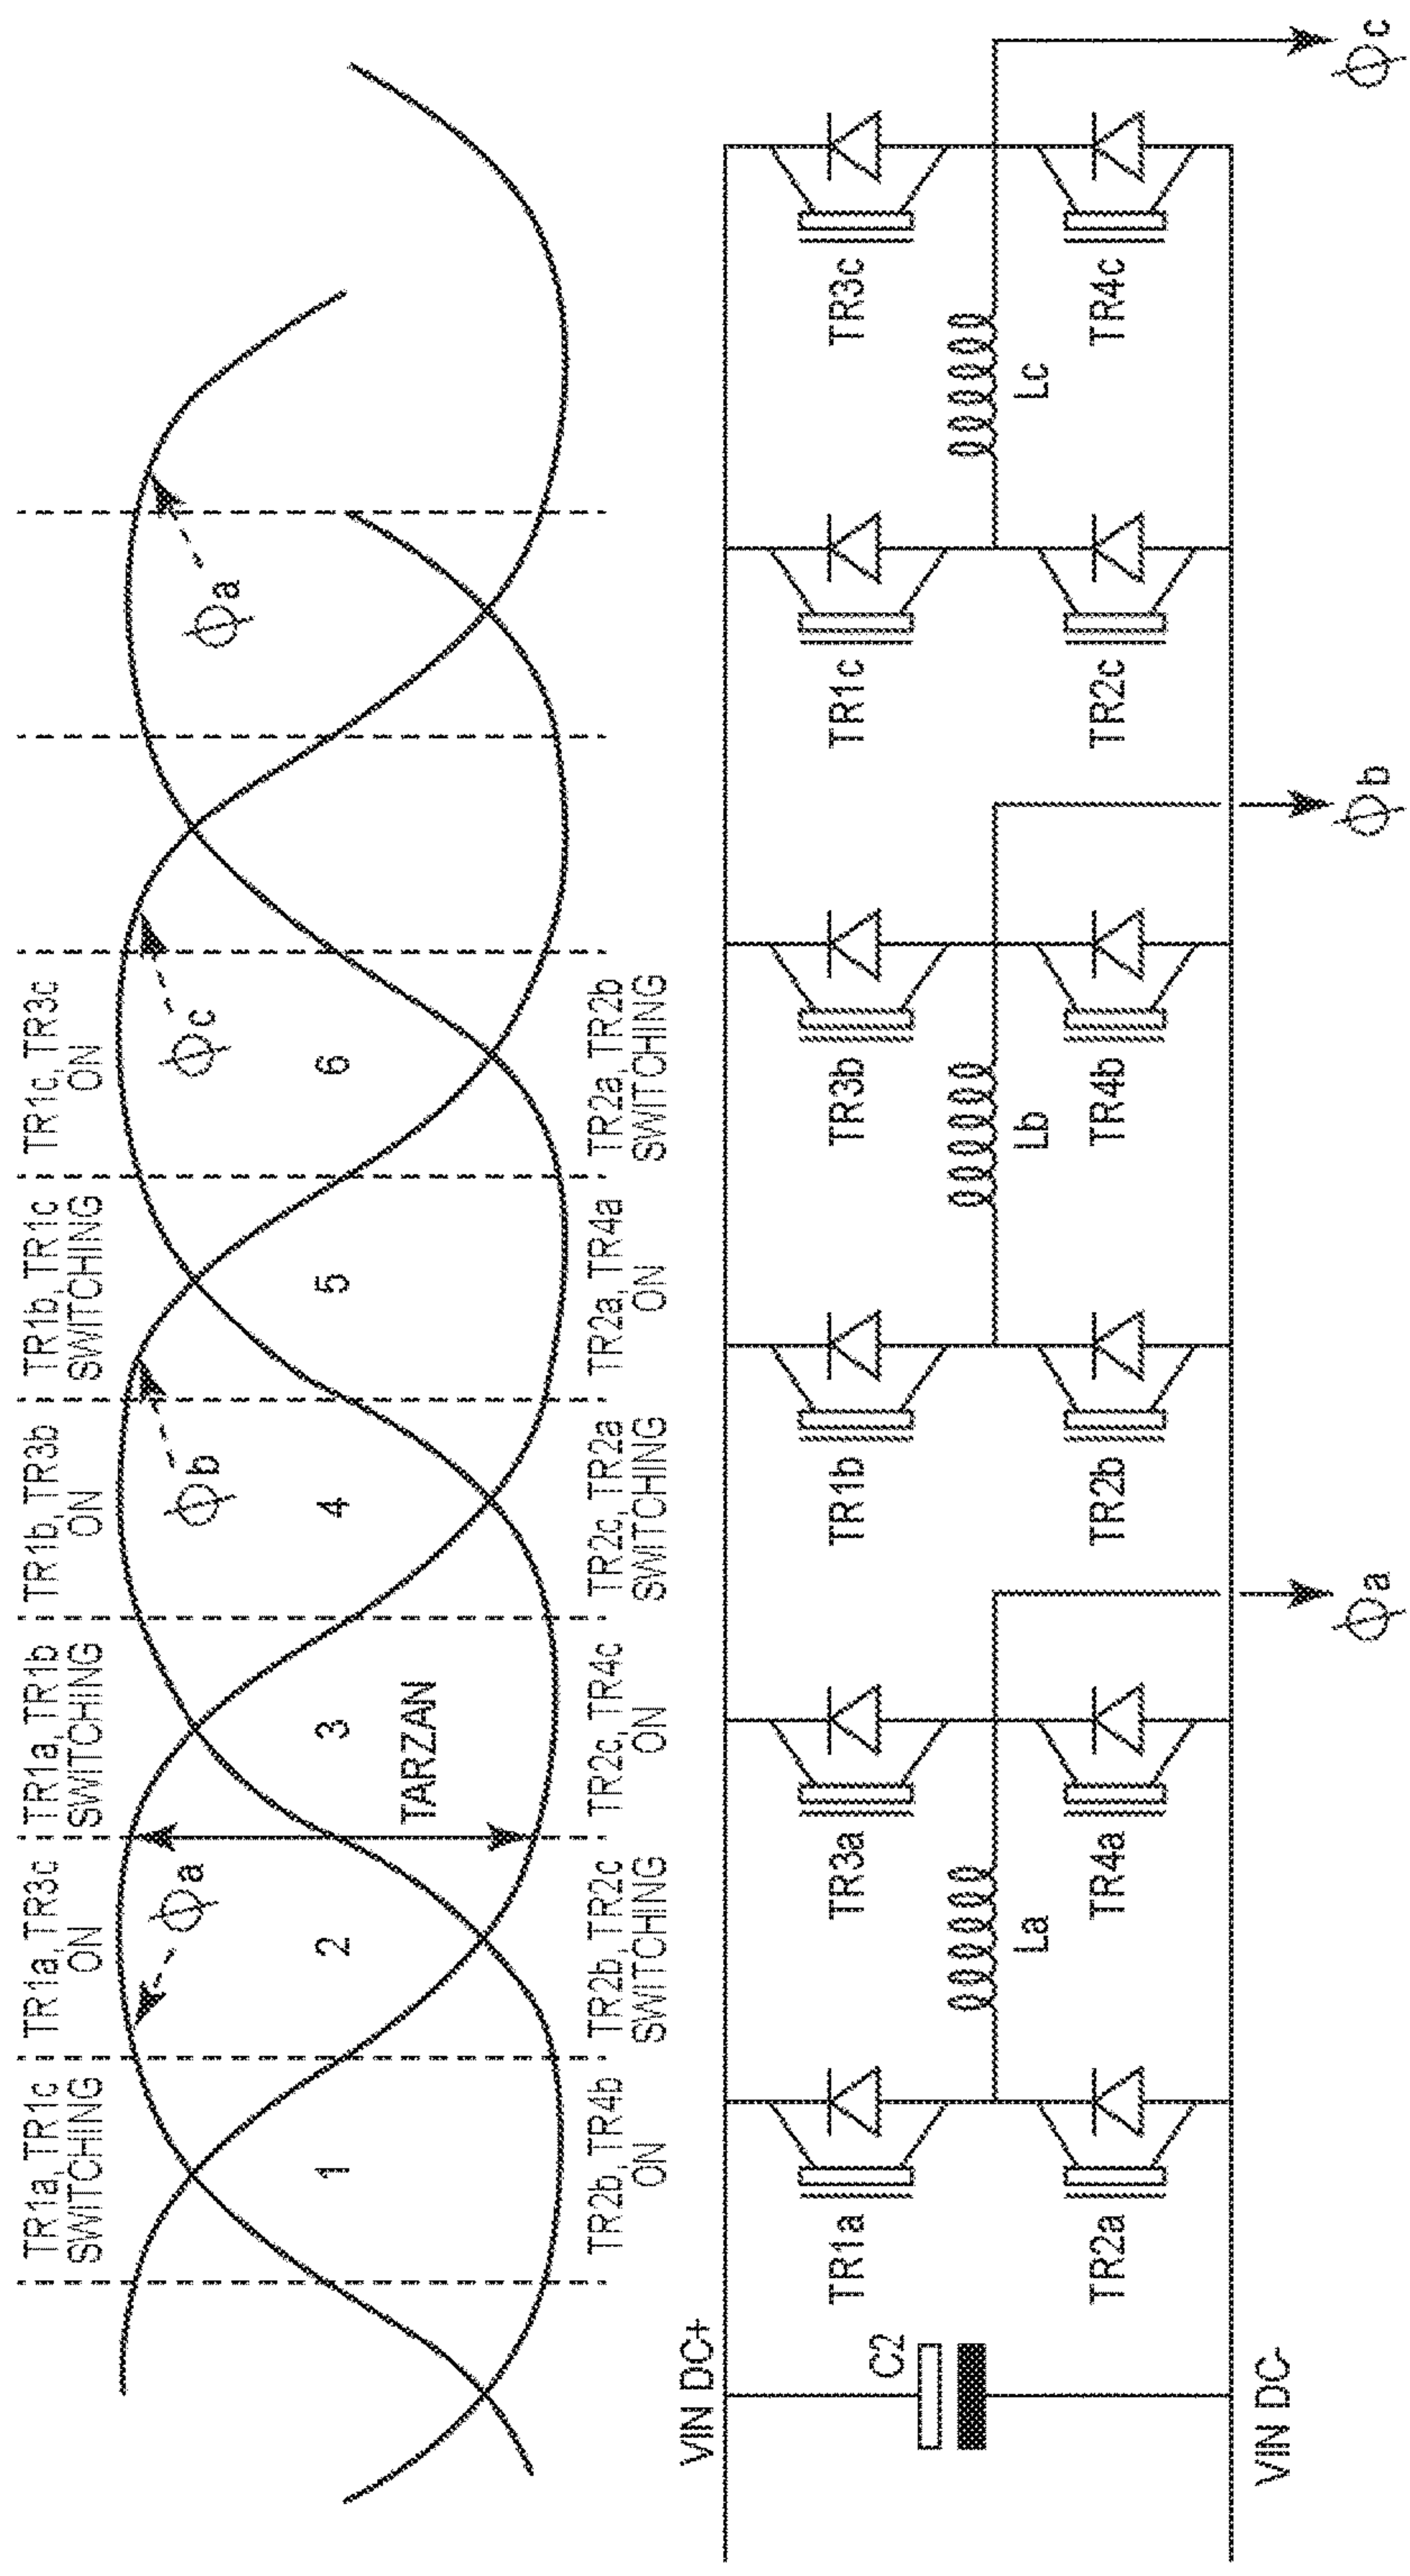 TR1a, TR1c
SWITCHING
TR1a, TR3c
ON
TR1a, TR1b
SWITCHING
TR1b, TR3b
ON
TR1b, TR1c
SWITCHING
TR1c, TR3c
ON
Φa
Φb
Φc
Φa
1
2
3
4
5
6
TARZAN
TR2b, TR4b
ON
TR2b, TR2c
SWITCHING
TR2c, TR4c
ON
TR2c, TR2a
SWITCHING
TR2a, TR4a
ON
TR2a, TR2b
SWITCHING
VIN DC+
C2
TR1a
TR3a
TR1b
TR3b
TR1c
TR3c
La
Lb
Lc
TR2a
TR4a
TR2b
TR4b
TR2c
TR4c
VIN DC-
Φa
Φb
Φc